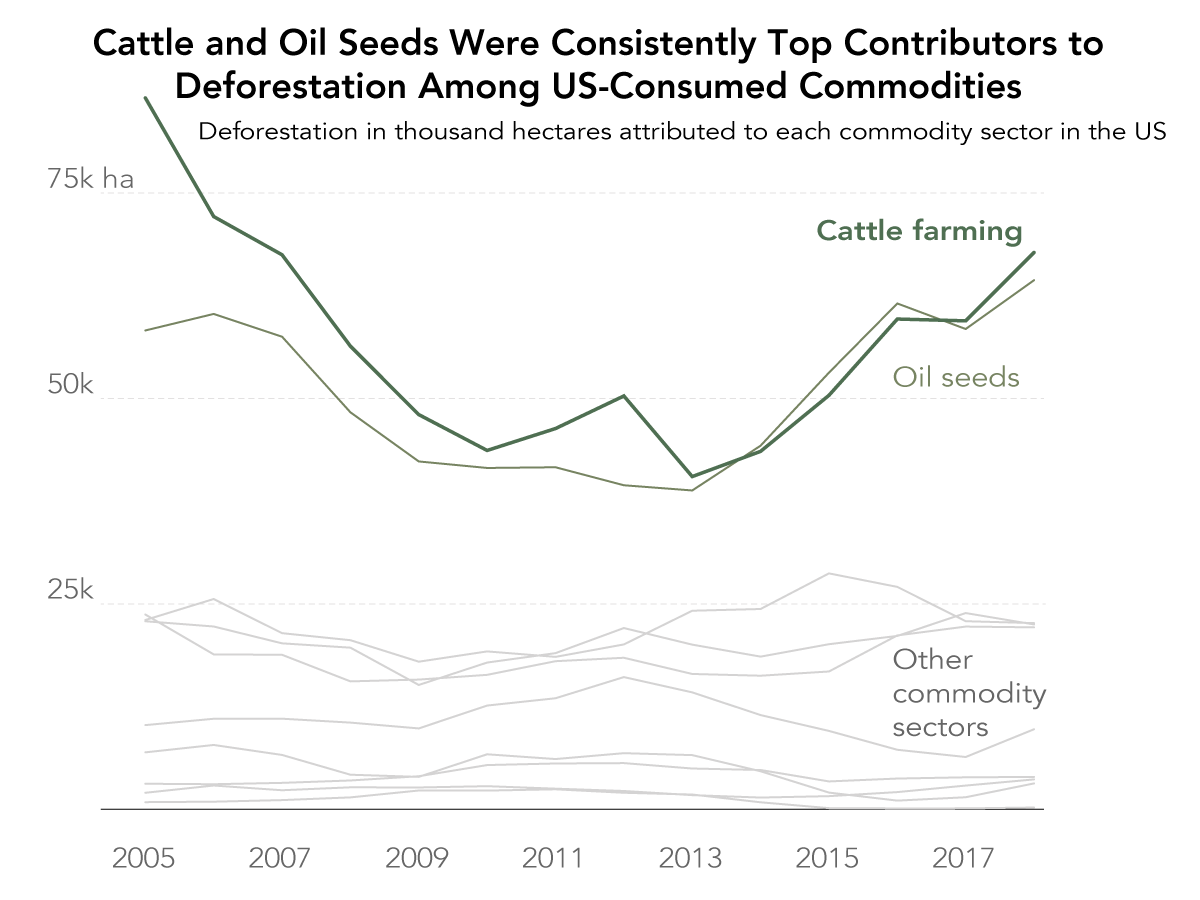 Cattle and Oil Seeds Were Consistently Top Contributors to
Deforestation Among US-Consumed Commodities
Deforestation in thousand hectares attributed to each commodity sector in the US
75k ha
Cattle farming
50k
Oil seeds
25k
Other
commodity
sectors
2005 2007 2009 2011 2013 2015 2017